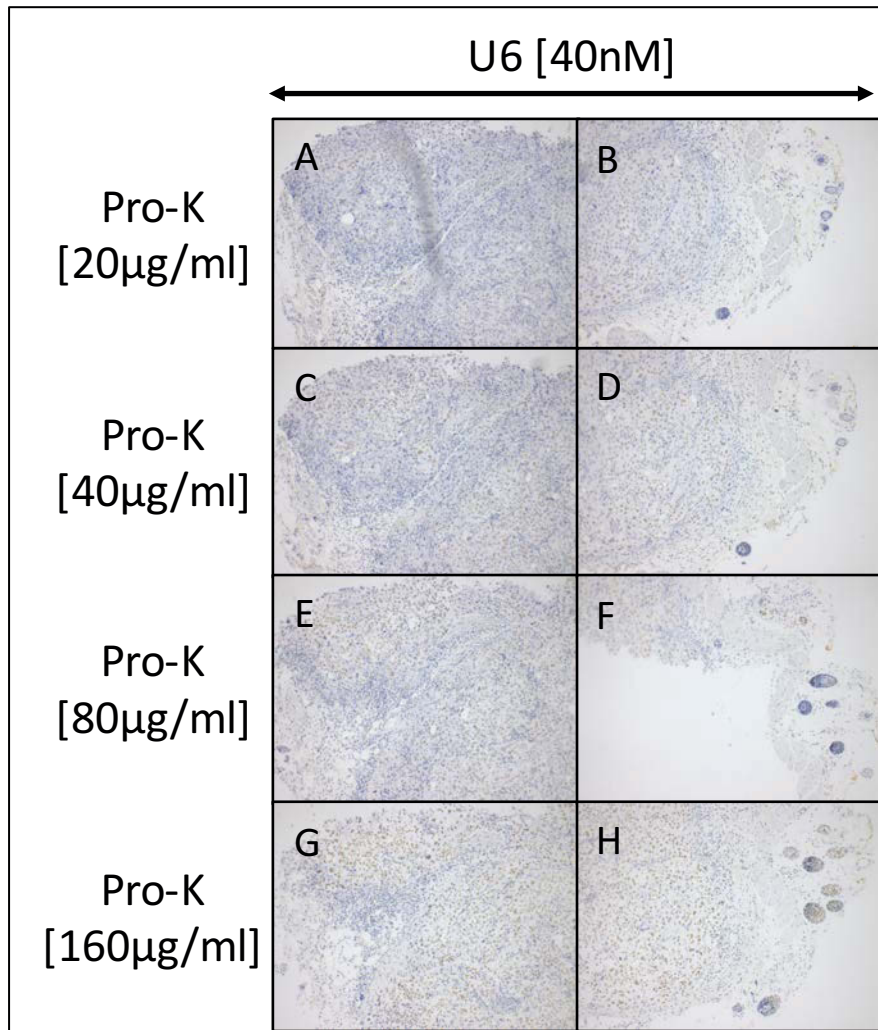 U6 [40nM]
A
B
Pro-K
[20µg/ml]
C
D
Pro-K
[40µg/ml]
E
F
Pro-K
[80µg/ml]
G
H
Pro-K
[160µg/ml]